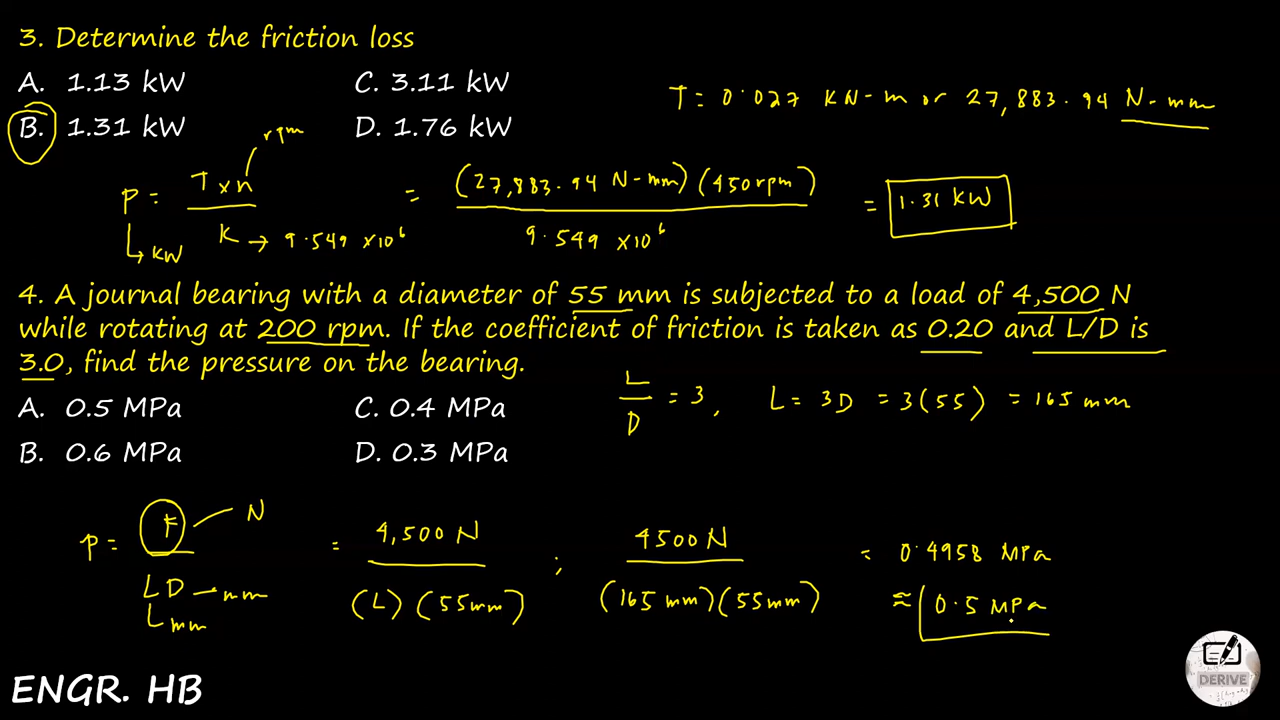 3. Determine the friction loss
A. 1.13 kW
C. 3.11 kW
T = 0.027 KN-m or 27,883.94 N-mm
B. 1.31 kW
D. 1.76 kW
rpm
P = T x n / K → 9.549 x10⁶ = (27,883.94 N-mm)(450rpm) / 9.549 x10⁶ = 1.31 KW
KW
4. A journal bearing with a diameter of 55 mm is subjected to a load of 4,500 N
while rotating at 200 rpm. If the coefficient of friction is taken as 0.20 and L/D is
3.0, find the pressure on the bearing.
L/D = 3, L = 3D = 3(55) = 165 mm
A. 0.5 MPa
C. 0.4 MPa
B. 0.6 MPa
D. 0.3 MPa
P = F / LD = 4,500 N / (L)(55mm) ; 4500 N / (165 mm)(55mm) = 0.4958 MPa
N
mm
mm
≈ 0.5 MPa
ENGR. HB
DERIVE